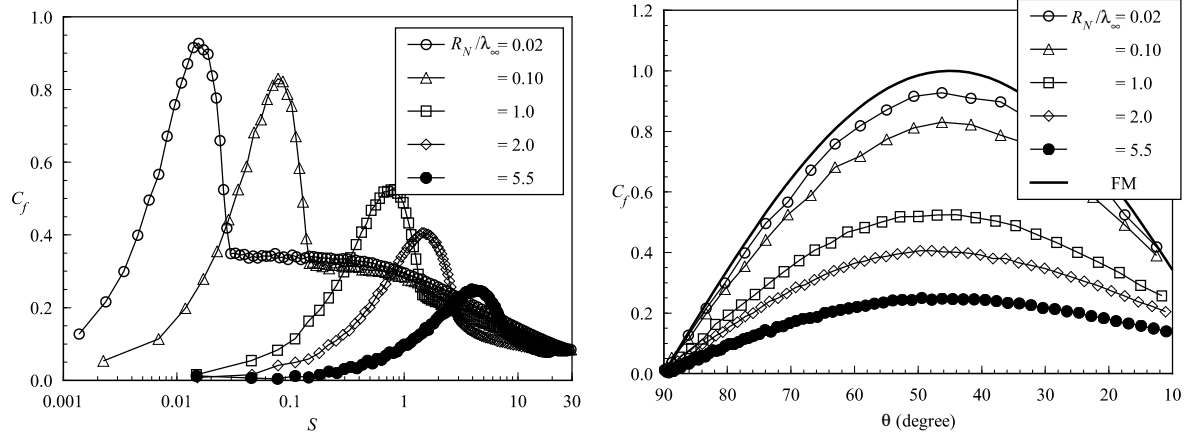 1.0
0.8
0.6
0.4
0.2
0.0
C_f
R_N/λ_∞= 0.02
= 0.10
= 1.0
= 2.0
= 5.5
0.001 0.01 0.1 1 10 30
S
1.2
1.0
0.8
0.6
0.4
0.2
0.0
C_f
R_N/λ_∞= 0.02
= 0.10
= 1.0
= 2.0
= 5.5
FM
90 80 70 60 50 40 30 20 10
θ (degree)